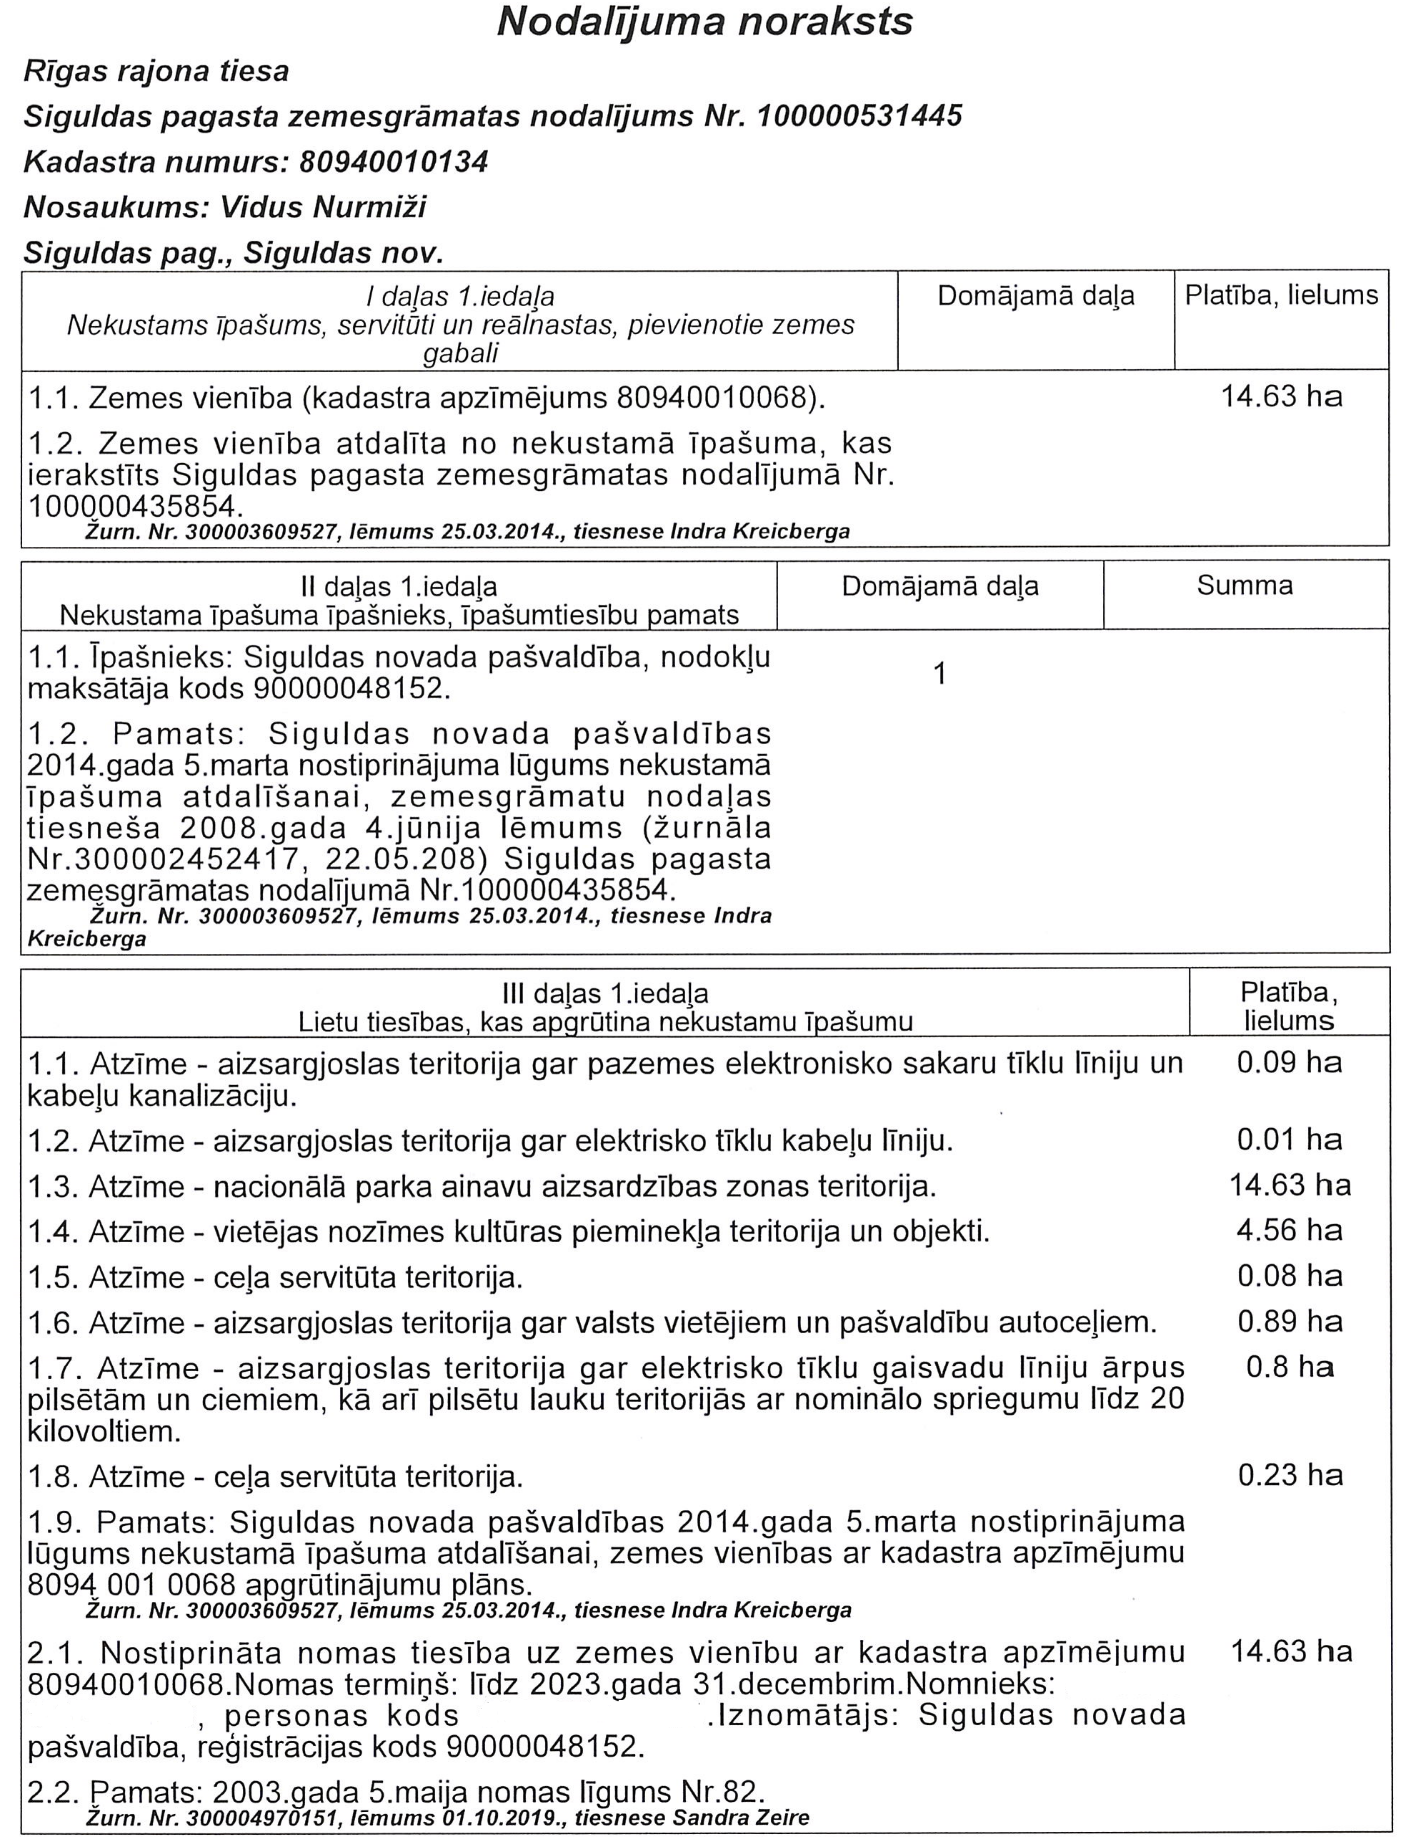 Nodalījuma noraksts
Rīgas rajona tiesa
Siguldas pagasta zemesgrāmatas nodalījums Nr. 100000531445
Kadastra numurs: 80940010134
Nosaukums: Vidus Nurmiži
Siguldas pag., Siguldas nov.
I daļas 1.iedaļa
Nekustams īpašums, servitūti un reālnastas, pievienotie zemes
gabali
Domājamā daļa
Platība, lielums
1.1. Zemes vienība (kadastra apzīmējums 80940010068).
14.63 ha
1.2. Zemes vienība atdalīta no nekustamā īpašuma, kas
ierakstīts Siguldas pagasta zemesgrāmatas nodalījumā Nr.
100000435854.
Žurn. Nr. 300003609527, lēmums 25.03.2014., tiesnese Indra Kreicberga
II daļas 1.iedaļa
Nekustama īpašuma īpašnieks, īpašumtiesību pamats
Domājamā daļa
Summa
1.1. Īpašnieks: Siguldas novada pašvaldība, nodokļu
maksātāja kods 90000048152.
1
1.2. Pamats: Siguldas novada pašvaldības
2014.gada 5.marta nostiprinājuma lūgums nekustamā
īpašuma atdalīšanai, zemesgrāmatu nodaļas
tiesneša 2008.gada 4.jūnija lēmums (žurnāla
Nr.300002452417, 22.05.208) Siguldas pagasta
zemesgrāmatas nodalījumā Nr.100000435854.
Žurn. Nr. 300003609527, lēmums 25.03.2014., tiesnese Indra
Kreicberga
III daļas 1.iedaļa
Lietu tiesības, kas apgrūtina nekustamu īpašumu
Platība,
lielums
1.1. Atzīme - aizsargjoslas teritorija gar pazemes elektronisko sakaru tīklu līniju un
kabeļu kanalizāciju.
0.09 ha
1.2. Atzīme - aizsargjoslas teritorija gar elektrisko tīklu kabeļu līniju.
0.01 ha
1.3. Atzīme - nacionālā parka ainavu aizsardzības zonas teritorija.
14.63 ha
1.4. Atzīme - vietējas nozīmes kultūras pieminekļa teritorija un objekti.
4.56 ha
1.5. Atzīme - ceļa servitūta teritorija.
0.08 ha
1.6. Atzīme - aizsargjoslas teritorija gar valsts vietējiem un pašvaldību autoceļiem.
0.89 ha
1.7. Atzīme - aizsargjoslas teritorija gar elektrisko tīklu gaisvadu līniju ārpus
pilsētām un ciemiem, kā arī pilsētu lauku teritorijās ar nominālo spriegumu līdz 20
kilovoltiem.
0.8 ha
1.8. Atzīme - ceļa servitūta teritorija.
0.23 ha
1.9. Pamats: Siguldas novada pašvaldības 2014.gada 5.marta nostiprinājuma
lūgums nekustamā īpašuma atdalīšanai, zemes vienības ar kadastra apzīmējumu
8094 001 0068 apgrūtinājumu plāns.
Žurn. Nr. 300003609527, lēmums 25.03.2014., tiesnese Indra Kreicberga
2.1. Nostiprināta nomas tiesība uz zemes vienību ar kadastra apzīmējumu
80940010068.Nomas termiņš: līdz 2023.gada 31.decembrim.Nomnieks:
, personas kods .Iznomātājs: Siguldas novada
pašvaldība, reģistrācijas kods 90000048152.
14.63 ha
2.2. Pamats: 2003.gada 5.maija nomas līgums Nr.82.
Žurn. Nr. 300004970151, lēmums 01.10.2019., tiesnese Sandra Zeire